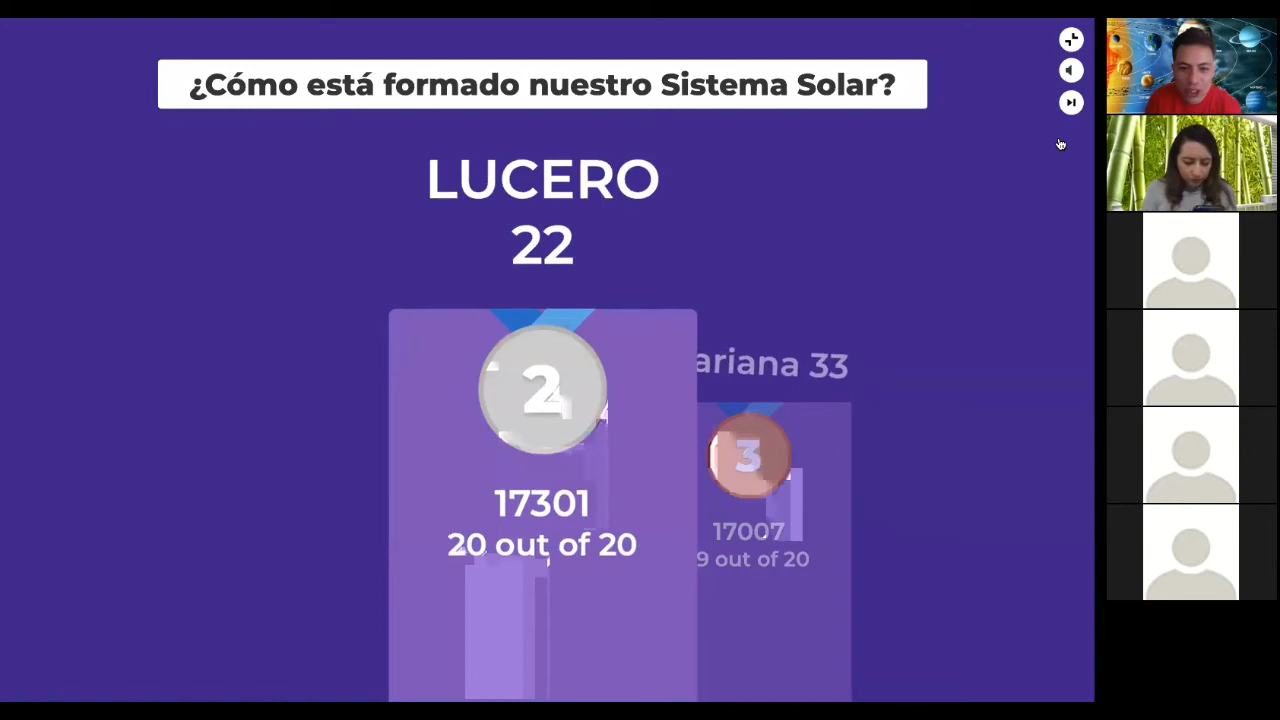 ¿Cómo está formado nuestro Sistema Solar?
LUCERO
22
2
17301
20 out of 20
ariana 33
3
17007
9 out of 20